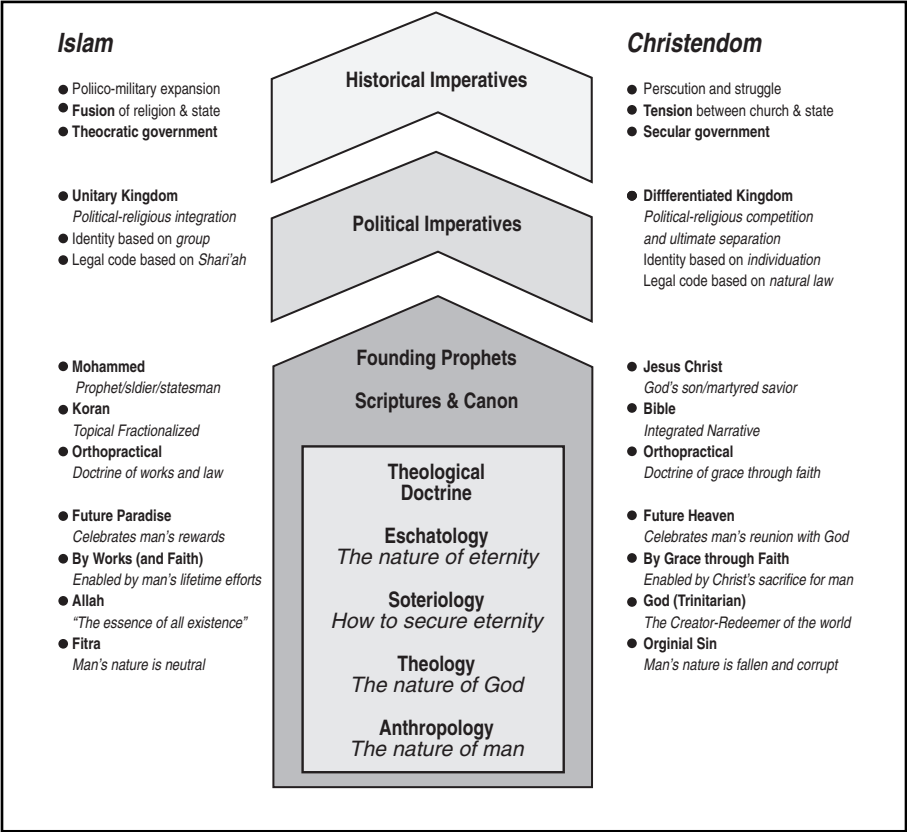 Islam
Poliico-military expansion
Fusion of religion & state
Theocratic government
Unitary Kingdom
Political-religious integration
Identity based on group
Legal code based on Shari'ah
Mohammed
Prophet/sldier/statesman
Koran
Topical Fractionalized
Orthopractical
Doctrine of works and law
Future Paradise
Celebrates man's rewards
By Works (and Faith)
Enabled by man's lifetime efforts
Allah
"The essence of all existence"
Fitra
Man's nature is neutral
Historical Imperatives
Political Imperatives
Founding Prophets
Scriptures & Canon
Theological
Doctrine
Eschatology
The nature of eternity
Soteriology
How to secure eternity
Theology
The nature of God
Anthropology
The nature of man
Christendom
Perscution and struggle
Tension between church & state
Secular government
Diffferentiated Kingdom
Political-religious competition
and ultimate separation
Identity based on individuation
Legal code based on natural law
Jesus Christ
God's son/martyred savior
Bible
Integrated Narrative
Orthopractical
Doctrine of grace through faith
Future Heaven
Celebrates man's reunion with God
By Grace through Faith
Enabled by Christ's sacrifice for man
God (Trinitarian)
The Creator-Redeemer of the world
Orginial Sin
Man's nature is fallen and corrupt